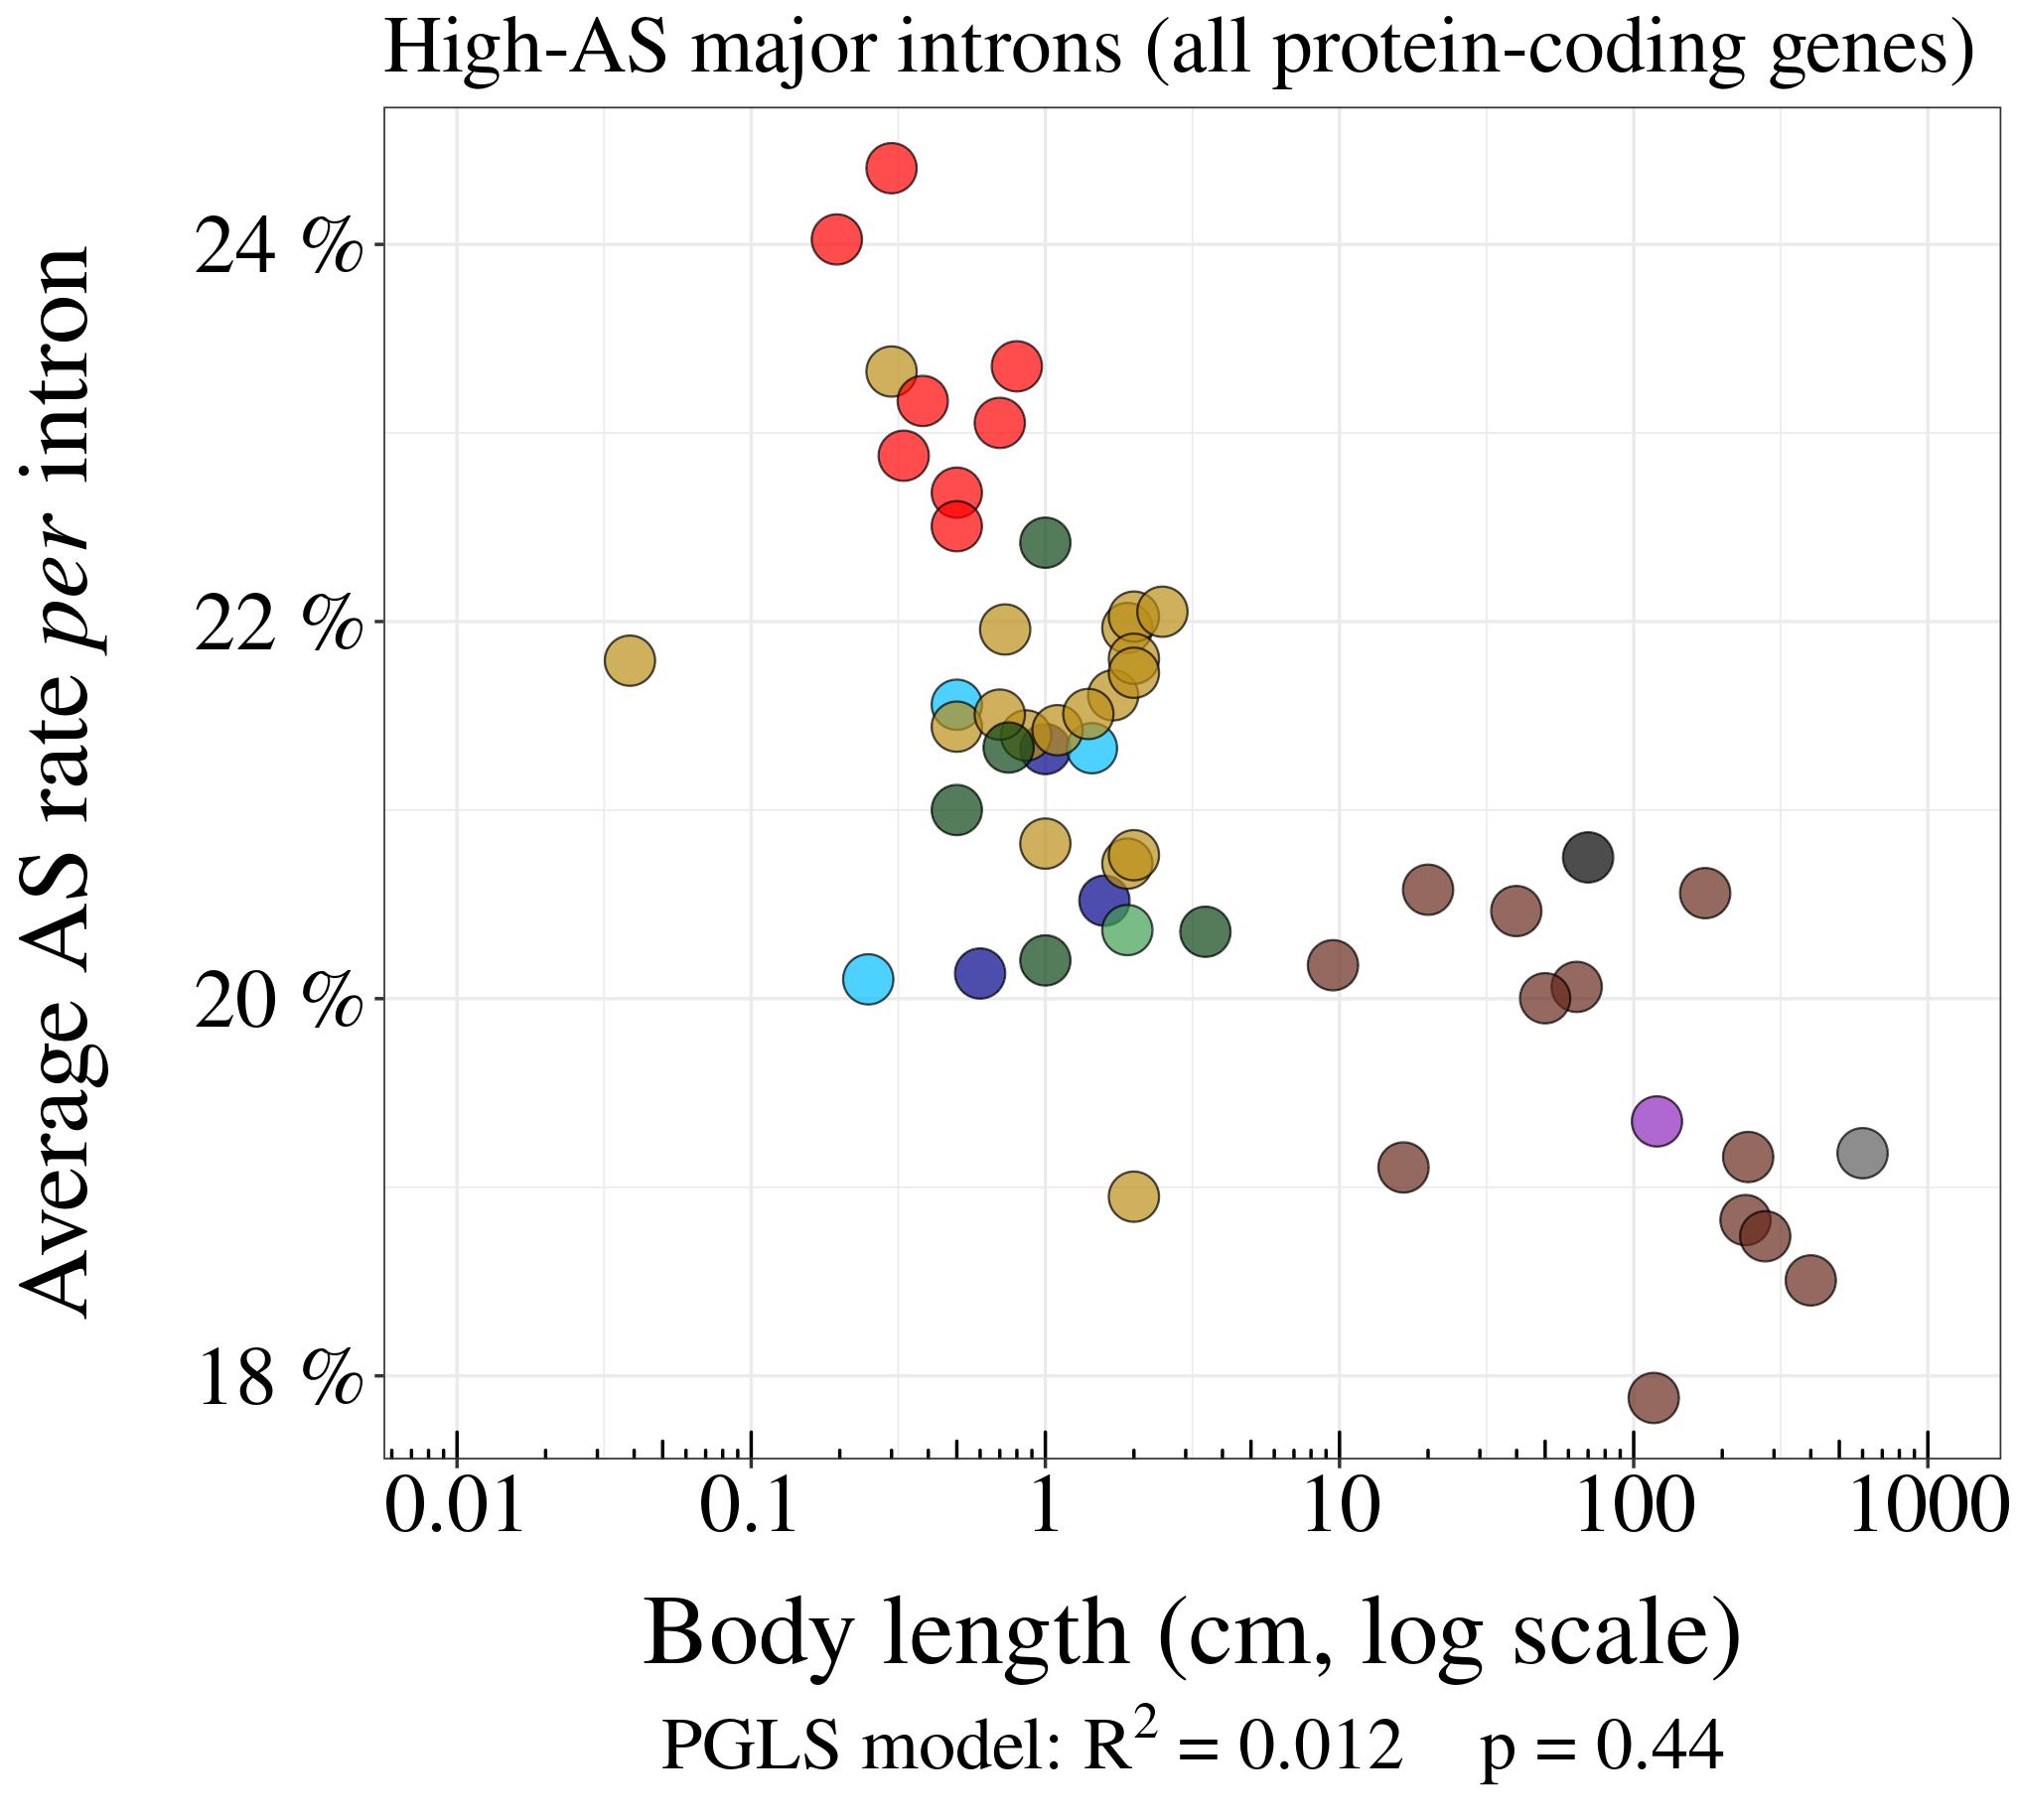 High-AS major introns (all protein-coding genes)
Average AS rate per intron
24 %
22 %
20 %
18 %
0.01 0.1 1 10 100 1000
Body length (cm, log scale)
PGLS model: R² = 0.012 p = 0.44